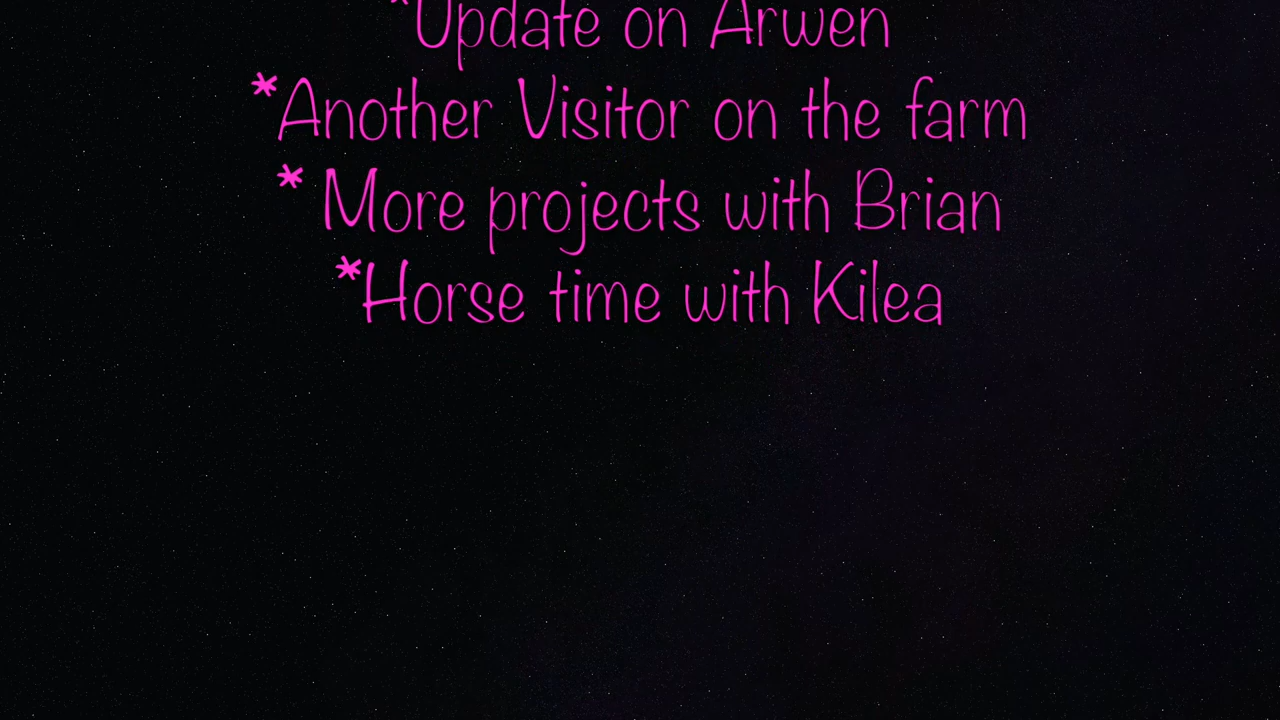 *Update on Arwen
*Another Visitor on the farm
* More projects with Brian
*Horse time with Kilea